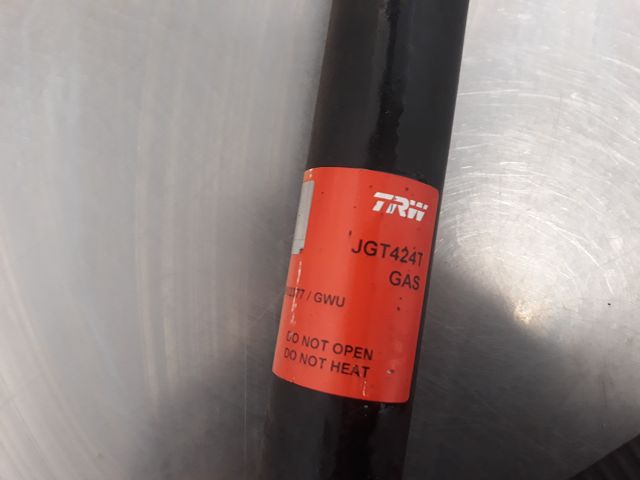 TRW
JGT424T
GAS
/ GWU
DO NOT OPEN
DO NOT HEAT